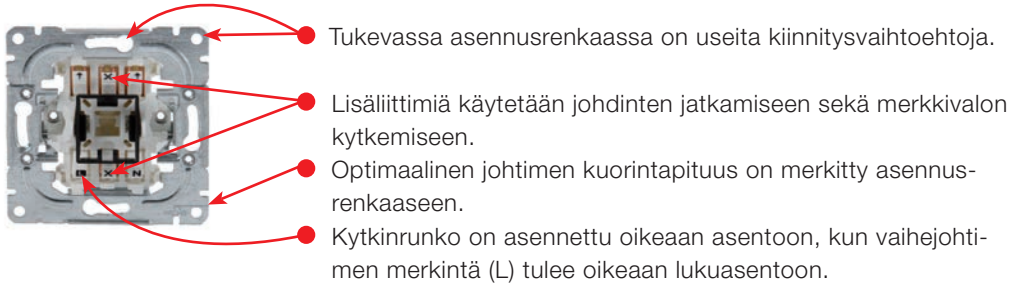 Tukevassa asennusrenkaassa on useita kiinnitysvaihtoehtoja.
Lisäliittimiä käytetään johdinten jatkamiseen sekä merkkivalon
kytkemiseen.
Optimaalinen johtimen kuorintapituus on merkitty asennus-
renkaaseen.
Kytkinrunko on asennettu oikeaan asentoon, kun vaihejohti-
men merkintä (L) tulee oikeaan lukuasentoon.
↑ × ↑
L × N